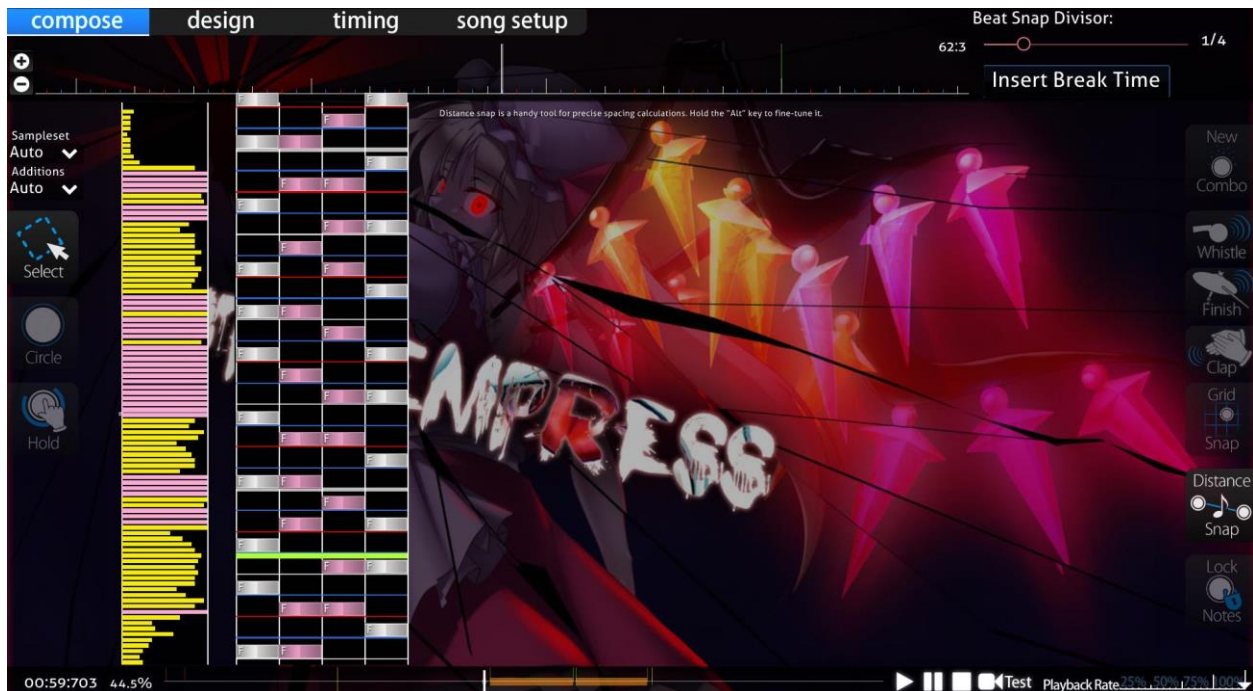 compose design timing song setup
Beat Snap Divisor:
62:3
1/4
Insert Break Time
Distance snap is a handy tool for precise spacing calculations. Hold the "Alt" key to fine-tune it.
Sampleset
Auto
Additions
Auto
Select
Circle
Hold
New
Combo
Whistle
Finish
Clap
Grid
Snap
Distance
Snap
Lock
Notes
EMPRESS
00:59:703 44.5%
Test
Playback Rate 25% 50% 75% 100%